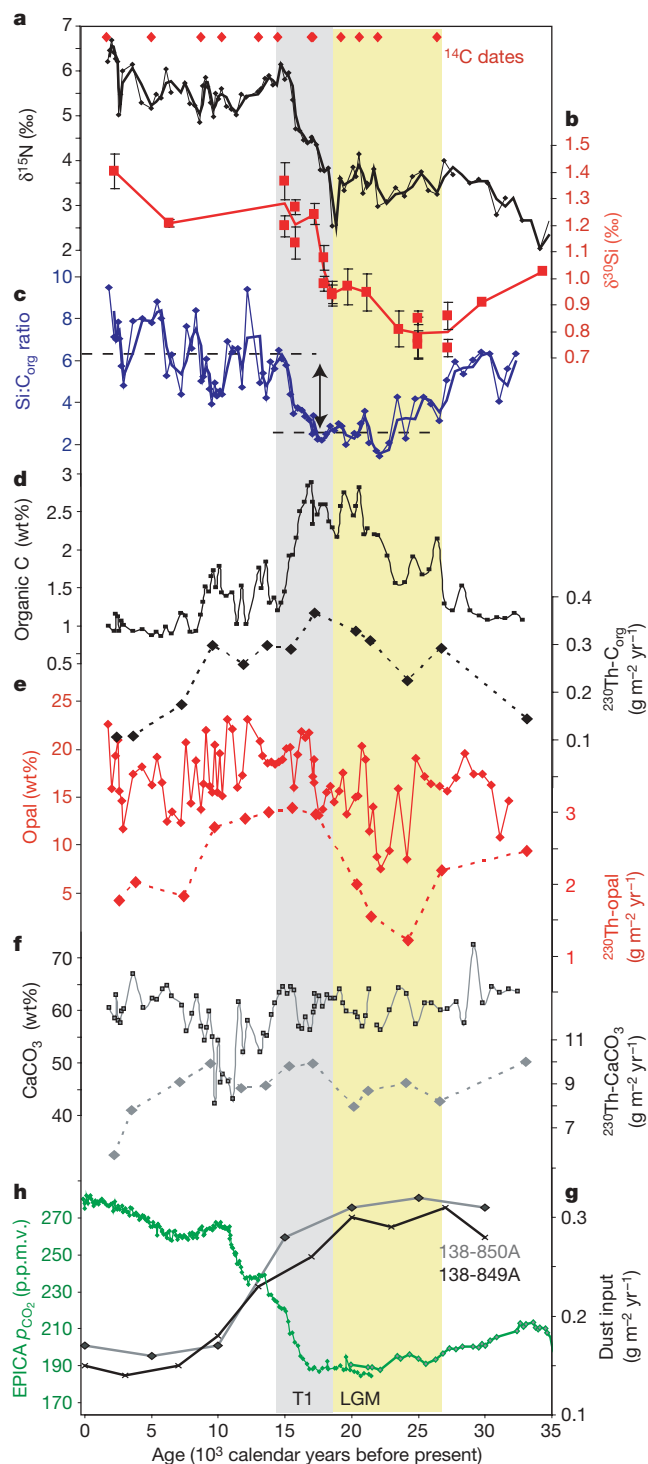 a
7
6
5
4
3
2
δ15N (‰)
14C dates
b
1.5
1.4
1.3
1.2
1.1
1.0
0.9
0.8
0.7
δ30Si (‰)
c
10
8
6
4
2
Si:Corg ratio
d
3
2.5
2
1.5
1
0.5
Organic C (wt%)
0.4
0.3
0.2
0.1
230Th-Corg
(g m−2 yr−1)
e
25
20
15
10
5
Opal (wt%)
3
2
1
230Th-opal
(g m−2 yr−1)
f
70
60
50
40
CaCO3 (wt%)
11
9
7
230Th-CaCO3
(g m−2 yr−1)
h
270
250
230
210
190
170
EPICA pCO2 (p.p.m.v.)
g
0.3
0.2
0.1
Dust input
(g m−2 yr−1)
138-850A
138-849A
T1
LGM
0
5
10
15
20
25
30
35
Age (10³ calendar years before present)